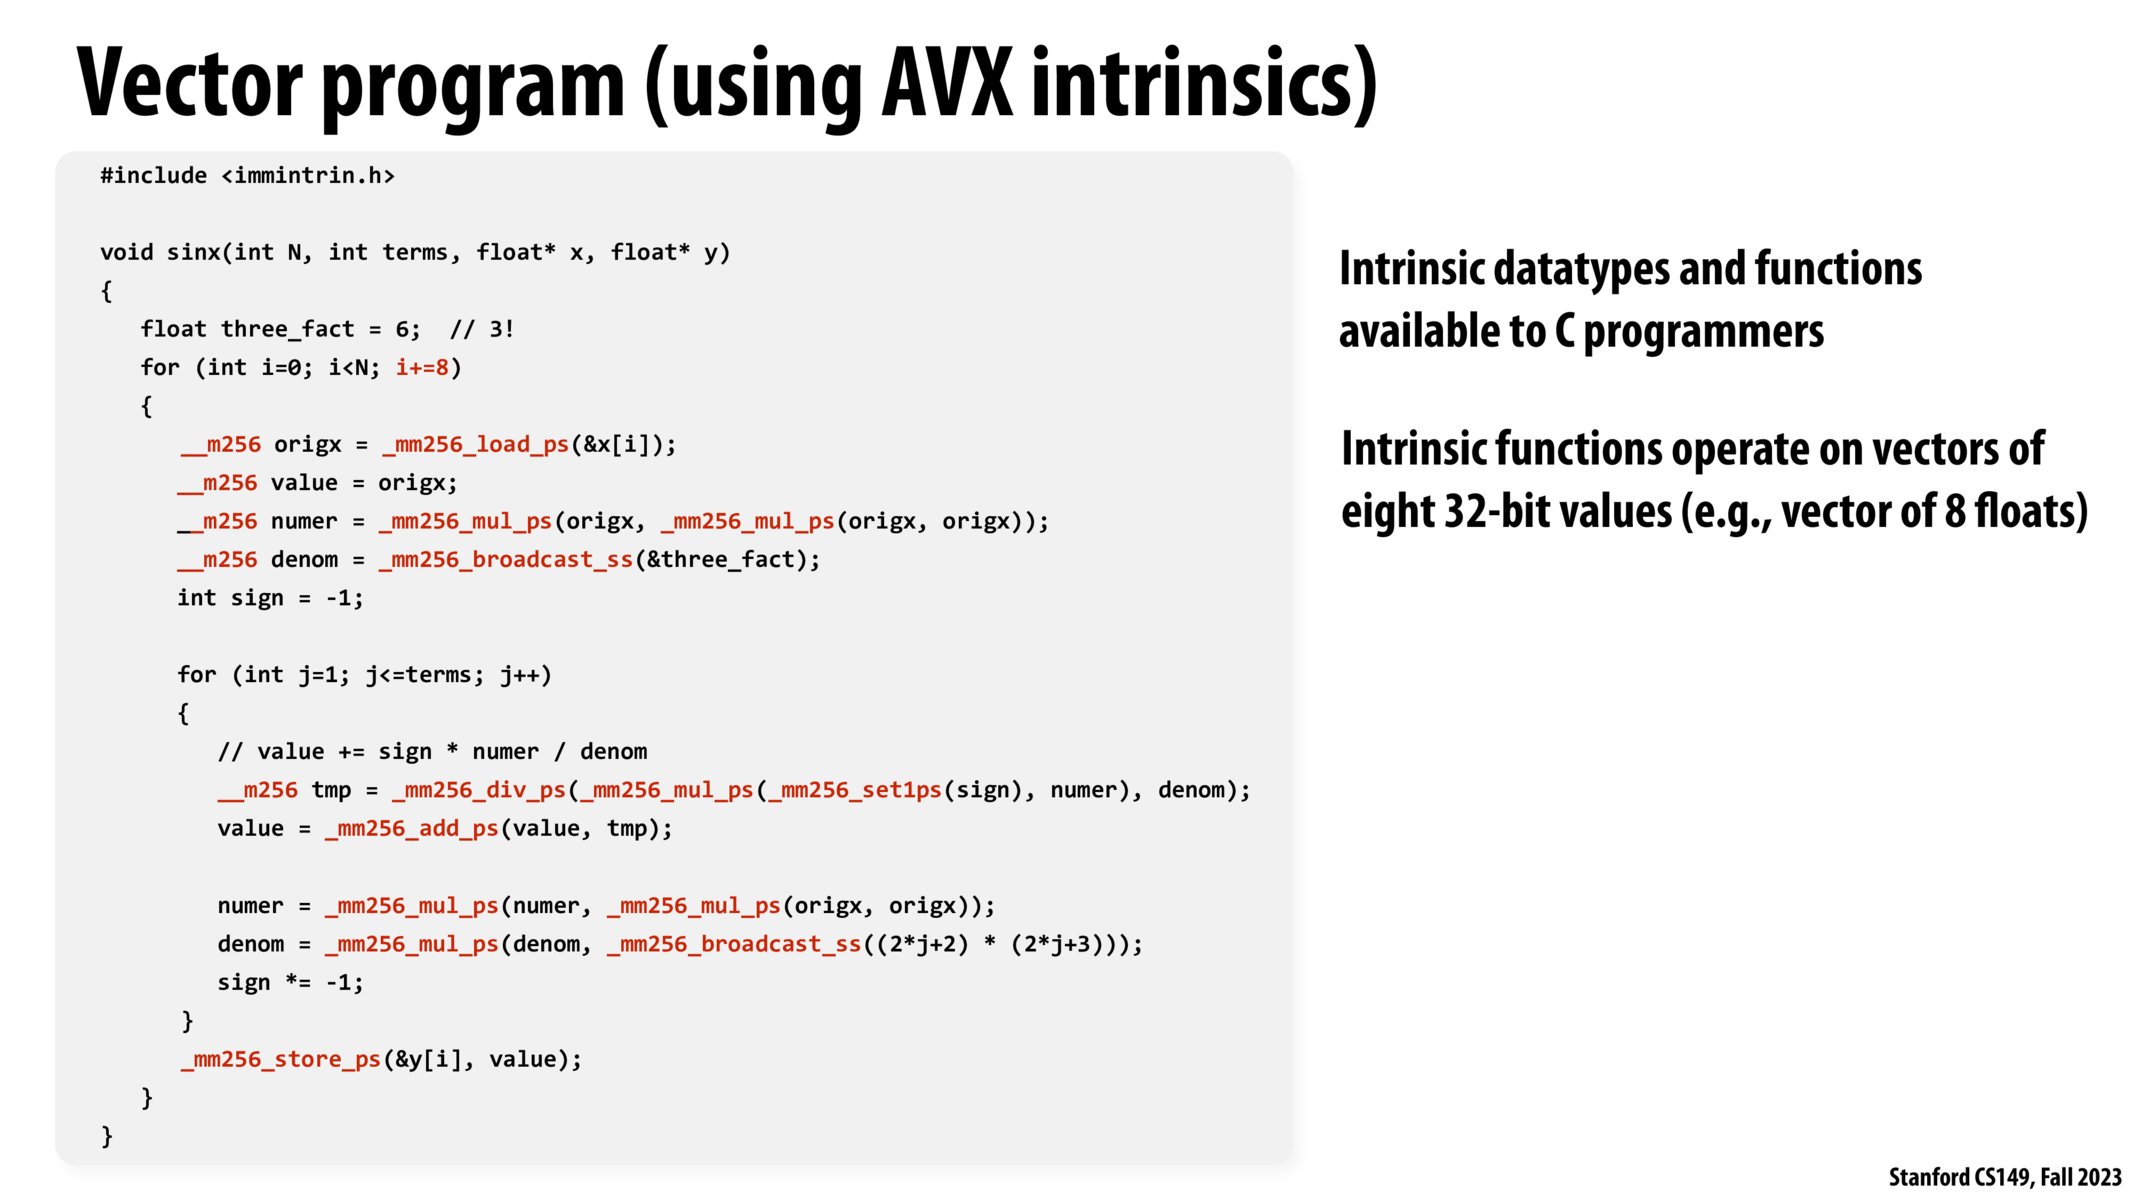 Vector program (using AVX intrinsics)
#include <immintrin.h>
void sinx(int N, int terms, float* x, float* y)
{
float three_fact = 6;  // 3!
for (int i=0; i<N; i+=8)
{
__m256 origx = _mm256_load_ps(&x[i]);
__m256 value = origx;
__m256 numer = _mm256_mul_ps(origx, _mm256_mul_ps(origx, origx));
__m256 denom = _mm256_broadcast_ss(&three_fact);
int sign = -1;
for (int j=1; j<=terms; j++)
{
// value += sign * numer / denom
__m256 tmp = _mm256_div_ps(_mm256_mul_ps(_mm256_set1ps(sign), numer), denom);
value = _mm256_add_ps(value, tmp);
numer = _mm256_mul_ps(numer, _mm256_mul_ps(origx, origx));
denom = _mm256_mul_ps(denom, _mm256_broadcast_ss((2*j+2) * (2*j+3)));
sign *= -1;
}
_mm256_store_ps(&y[i], value);
}
}
Intrinsic datatypes and functions
available to C programmers
Intrinsic functions operate on vectors of
eight 32-bit values (e.g., vector of 8 floats)
Stanford CS149, Fall 2023